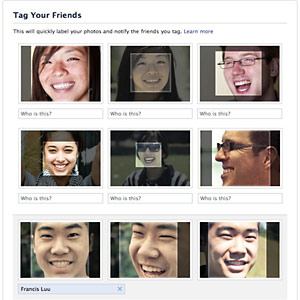 Tag Your Friends
This will quickly label your photos and notify the friends you tag. Learn more
Who is this? Who is this? Who is this?
Who is this? Who is this? Who is this?
Francis Luu ×